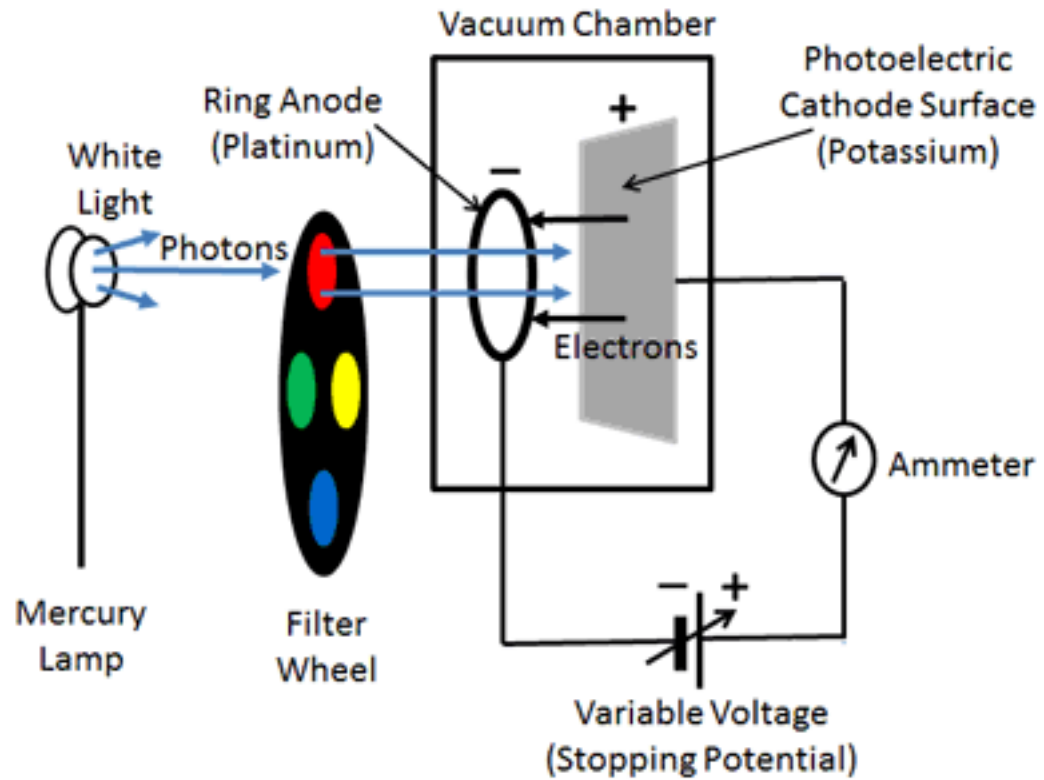 Vacuum Chamber
Ring Anode
(Platinum)
Photoelectric
Cathode Surface
(Potassium)
+
−
White
Light
Photons
Electrons
Ammeter
− +
Mercury
Lamp
Filter
Wheel
Variable Voltage
(Stopping Potential)